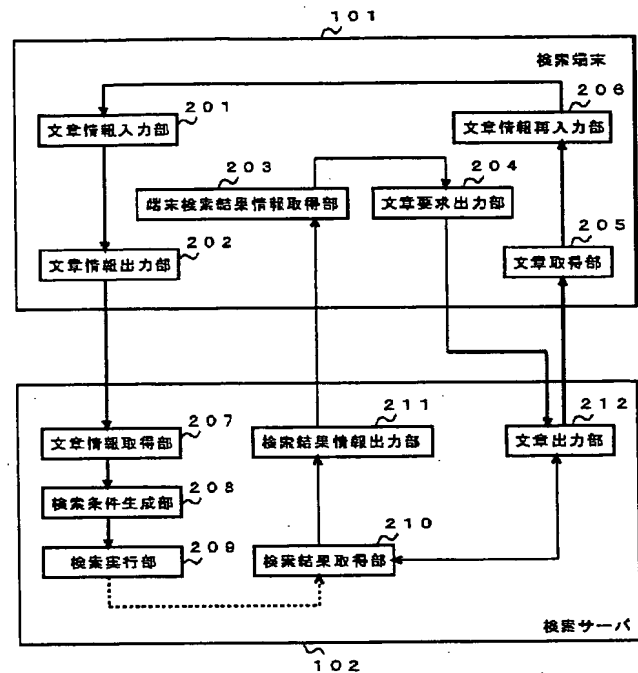 101
検索端末
201
文章情報入力部
206
文章情報再入力部
203
端末検索結果情報取得部
204
文章要求出力部
202
文章情報出力部
205
文章取得部
207
文章情報取得部
211
検索結果情報出力部
212
文章出力部
208
検索条件生成部
209
検索実行部
210
検索結果取得部
検索サーバ
102